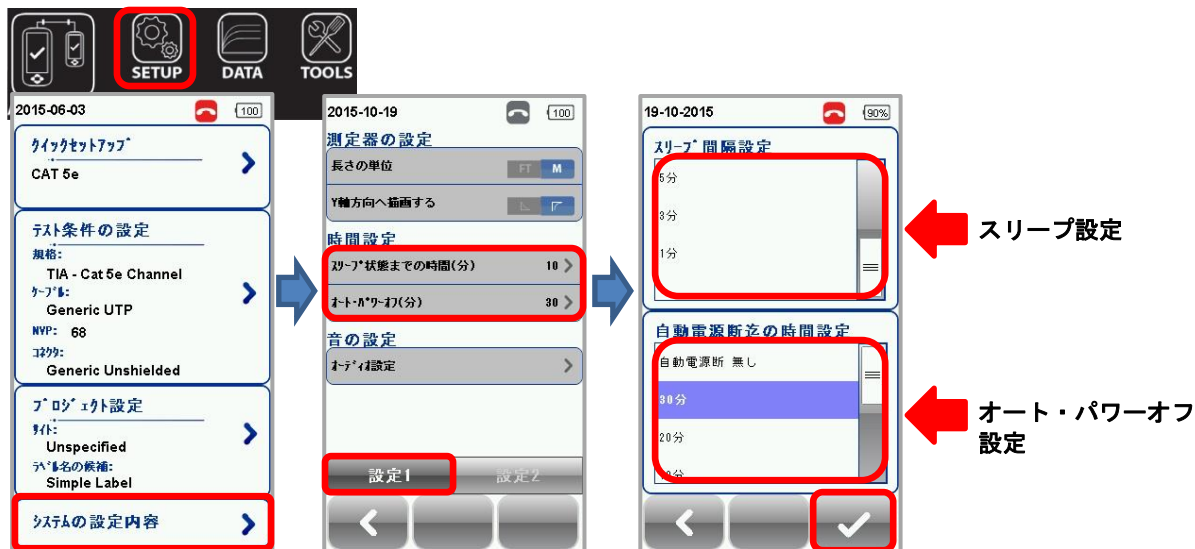 SETUP
DATA
TOOLS
2015-06-03
100
クイックセットアップ
CAT 5e
テスト条件の設定
規格:
TIA - Cat 5e Channel
ケーブル:
Generic UTP
NVP: 68
コネクタ:
Generic Unshielded
プロジェクト設定
サイト:
Unspecified
ラベル名の候補:
Simple Label
システムの設定内容
2015-10-19
100
測定器の設定
長さの単位
FT M
Y軸方向へ描画する
時間設定
スリープ状態までの時間(分) 10
オート・パワーオフ(分) 30
音の設定
オーディオ設定
設定1 設定2
19-10-2015
90%
スリープ間隔設定
5分
3分
1分
自動電源断迄の時間設定
自動電源断 無し
30分
20分
スリープ設定
オート・パワーオフ
設定